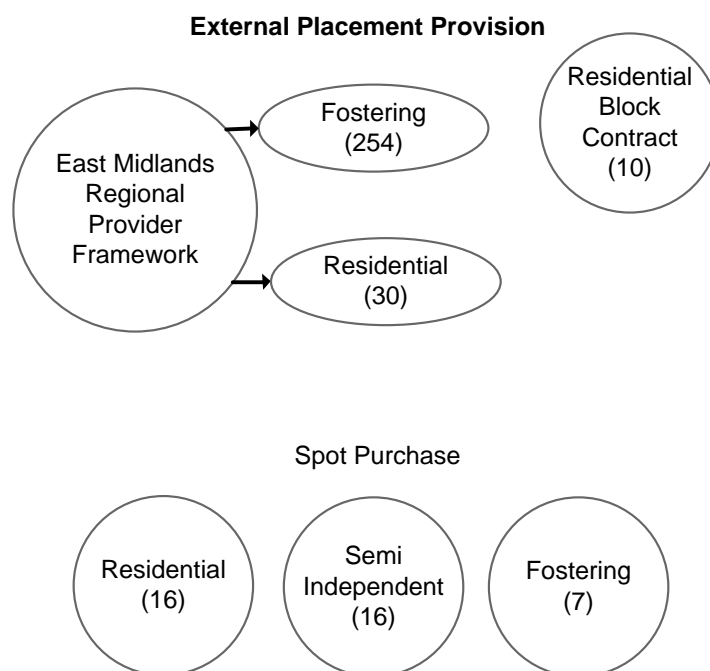 External Placement Provision
East Midlands
Regional
Provider
Framework
Fostering
(254)
Residential
(30)
Residential
Block
Contract
(10)
Spot Purchase
Residential
(16)
Semi
Independent
(16)
Fostering
(7)